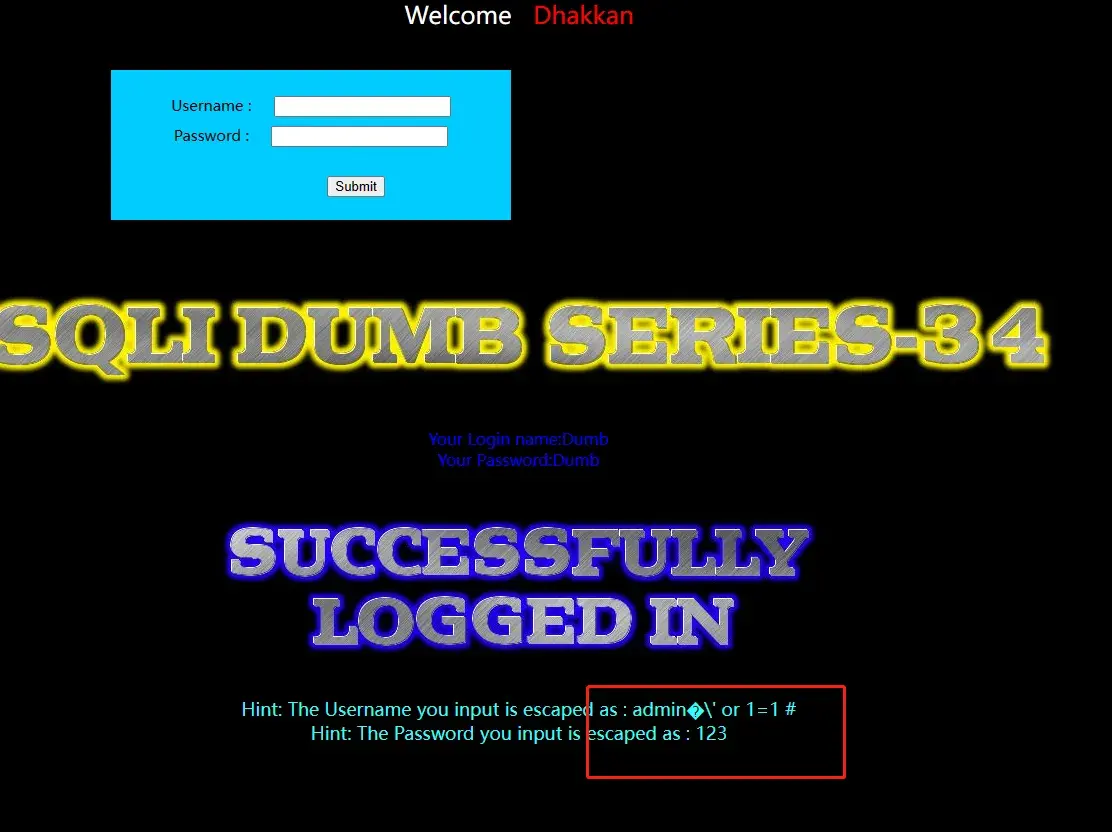 Welcome Dhakkan
Username :
Password :
Submit
SQLI DUMB SERIES-34
Your Login name:Dumb
Your Password:Dumb
SUCCESSFULLY
LOGGED IN
Hint: The Username you input is escaped as : admin�\' or 1=1 #
Hint: The Password you input is escaped as : 123